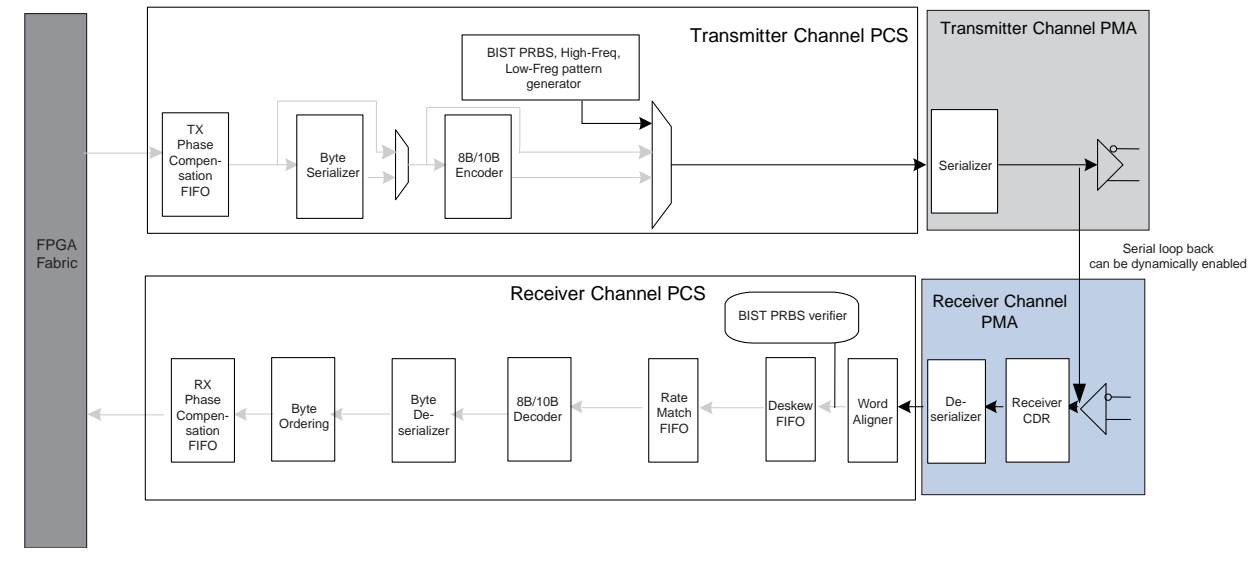 Transmitter Channel PCS
Transmitter Channel PMA
BIST PRBS, High-Freq,
Low-Freg pattern
generator
TX
Phase
Compen-
sation
FIFO
Byte
Serializer
8B/10B
Encoder
Serializer
FPGA
Fabric
Serial loop back
can be dynamically enabled
Receiver Channel PCS
Receiver Channel
PMA
BIST PRBS verifier
RX
Phase
Compen-
sation
FIFO
Byte
Ordering
Byte
De-
serializer
8B/10B
Decoder
Rate
Match
FIFO
Deskew
FIFO
Word
Aligner
De-
serializer
Receiver
CDR